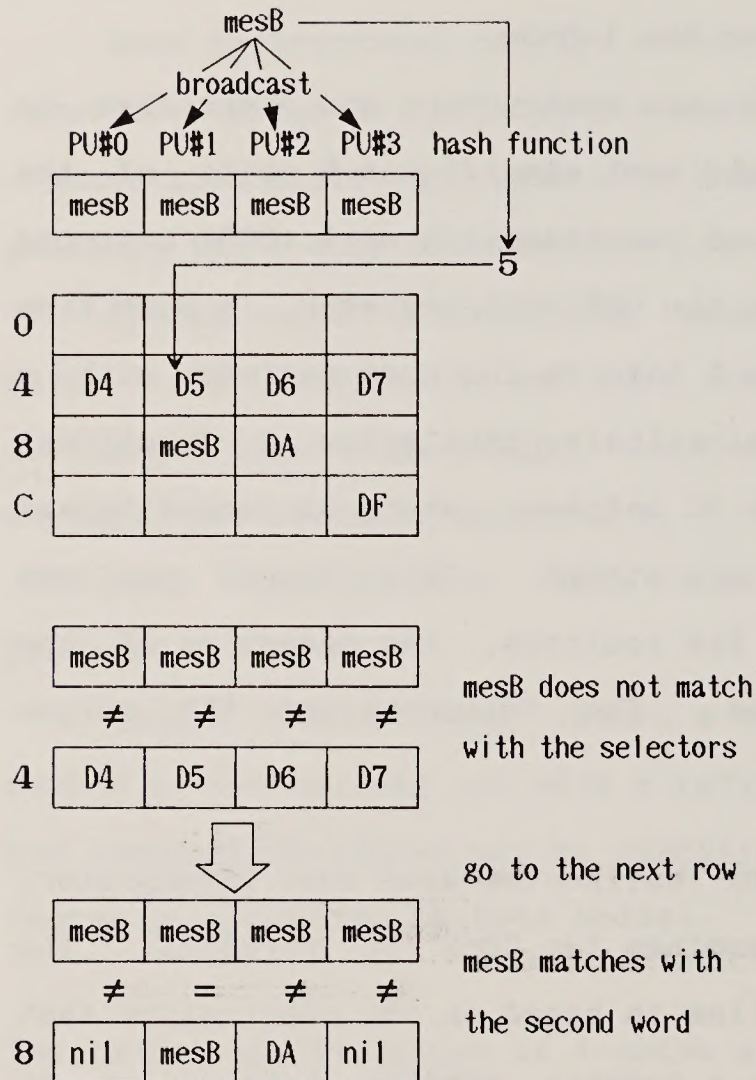 mesB
broadcast
PU#0 PU#1 PU#2 PU#3 hash function
mesB mesB mesB mesB
5
0
4 D4 D5 D6 D7
8 mesB DA
C DF
mesB mesB mesB mesB
mesB does not match
≠ ≠ ≠ ≠
with the selectors
4 D4 D5 D6 D7
go to the next row
mesB mesB mesB mesB
mesB matches with
≠ = ≠ ≠
the second word
8 nil mesB DA nil